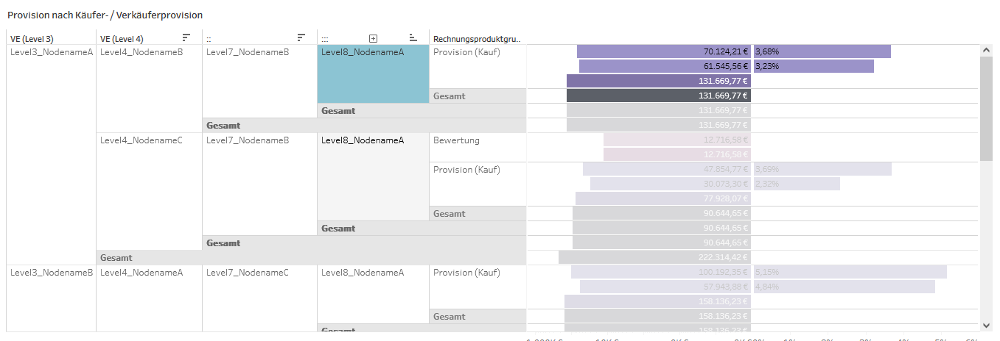 Provision nach Käufer- / Verkäuferprovision
VE (Level 3) VE (Level 4) :: ::: Rechnungsproduktgru..
Level3_NodenameA Level4_NodenameB Level7_NodenameB Level8_NodenameA Provision (Kauf) 70.124,21 € 3,68%
61.545,56 € 3,23%
131.669,77 €
Gesamt 131.669,77 €
Gesamt 131.669,77 €
Gesamt 131.669,77 €
Level4_NodenameC Level7_NodenameB Level8_NodenameA Bewertung 12.716,58 €
12.716,58 €
Provision (Kauf) 47.854,77 € 3,69%
30.073,30 € 2,32%
77.928,07 €
Gesamt 90.644,65 €
Gesamt 90.644,65 €
Gesamt 90.644,65 €
Gesamt 222.314,42 €
Level3_NodenameB Level4_NodenameA Level7_NodenameC Level8_NodenameA Provision (Kauf) 100.192,35 € 5,15%
57.943,88 € 4,84%
158.136,23 €
Gesamt 158.136,23 €
Gesamt 158.136,23 €